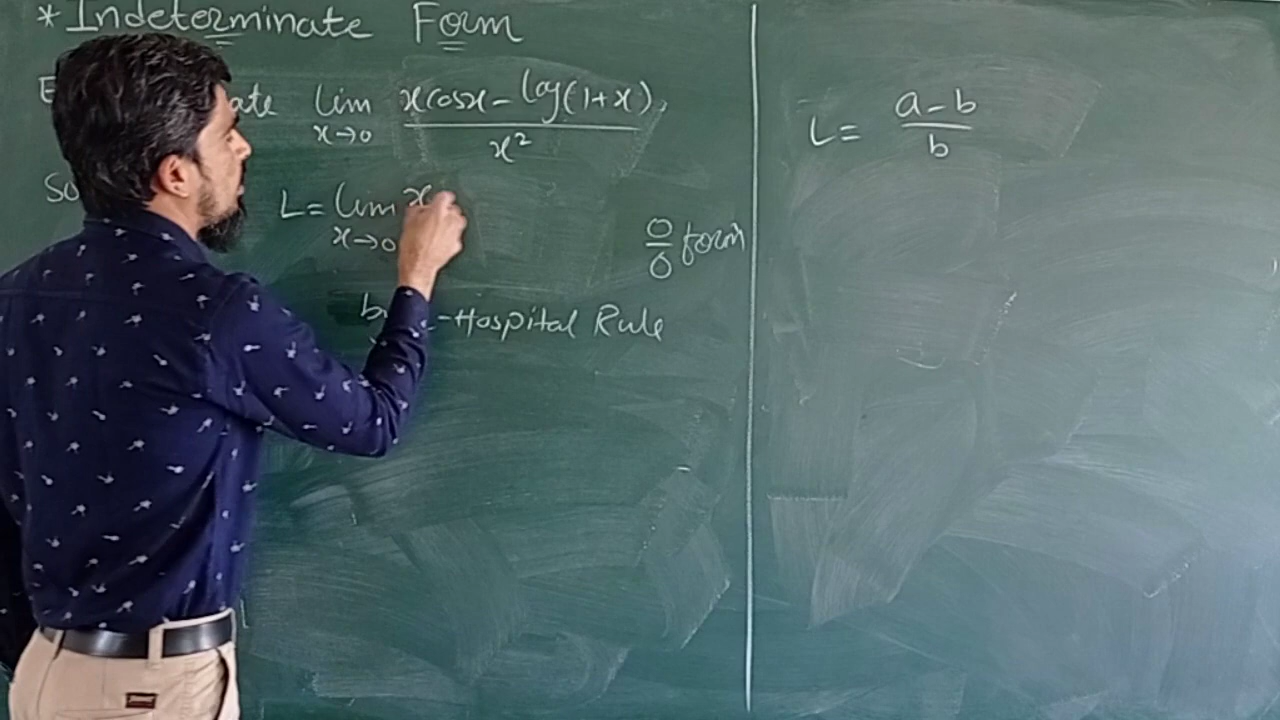 * Indeterminate Form
lim x→0 xcosx - log(1+x) / x²,
L = lim x→0 x
0/0 form
-Hospital Rule
L = a - b / b